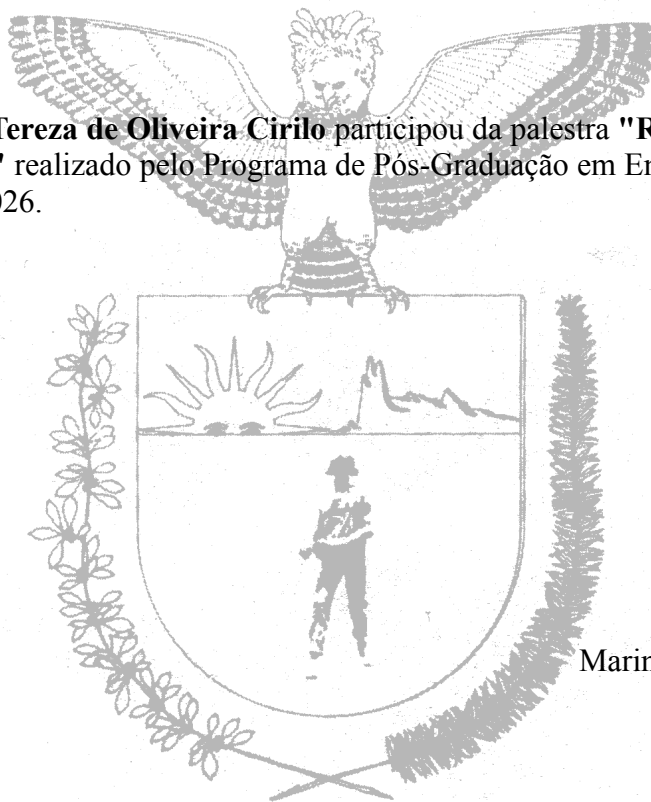 Tereza de Oliveira Cirilo participou da palestra "R
" realizado pelo Programa de Pós-Graduação em En
026.
Marin